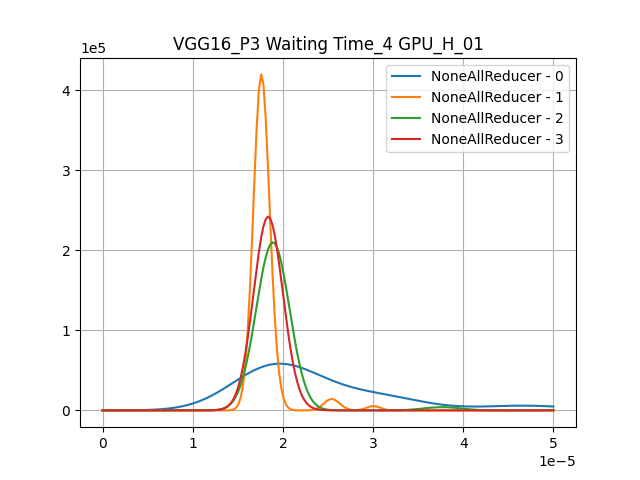 VGG16_P3 Waiting Time_4 GPU_H_01
1e5
NoneAllReducer - 0
NoneAllReducer - 1
NoneAllReducer - 2
NoneAllReducer - 3
4
3
2
1
0
0 1 2 3 4 5
1e−5